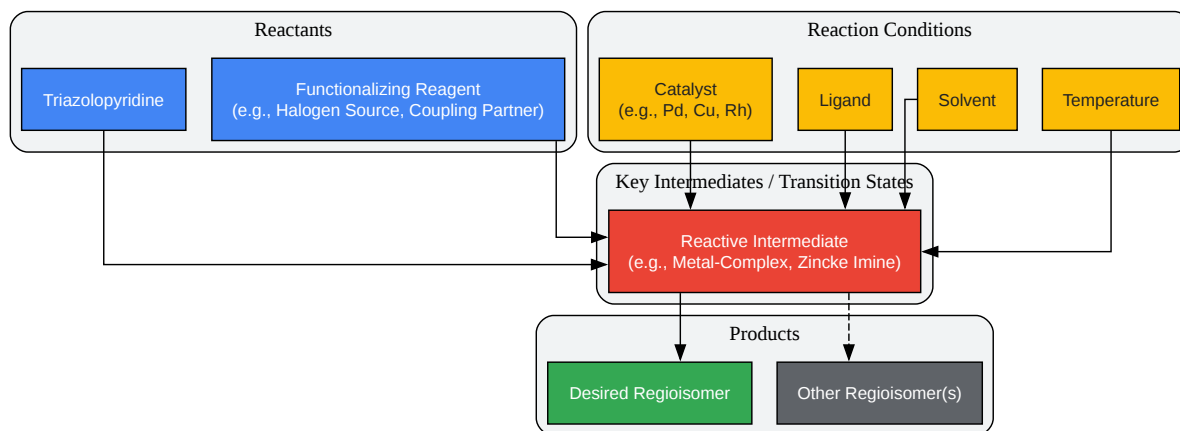 Reactants
Triazolopyridine
Functionalizing Reagent
(e.g., Halogen Source, Coupling Partner)
Reaction Conditions
Catalyst
(e.g., Pd, Cu, Rh)
Ligand
Solvent
Temperature
Key Intermediates / Transition States
Reactive Intermediate
(e.g., Metal-Complex, Zincke Imine)
Products
Desired Regioisomer
Other Regioisomer(s)